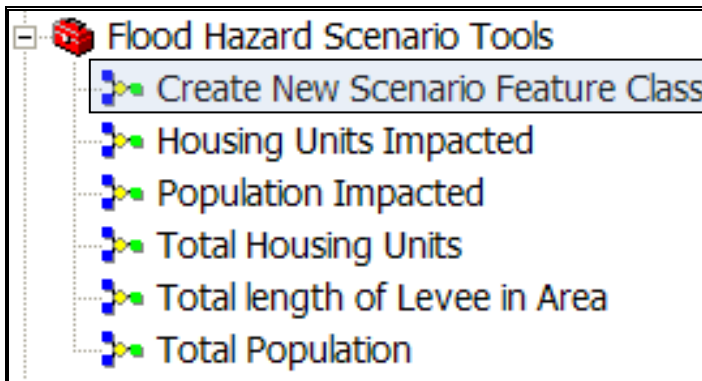 Flood Hazard Scenario Tools
Create New Scenario Feature Class
Housing Units Impacted
Population Impacted
Total Housing Units
Total length of Levee in Area
Total Population